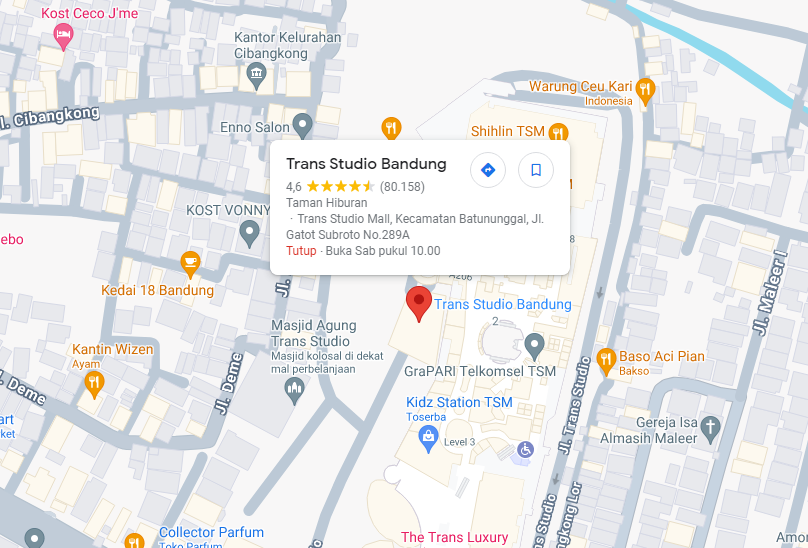 Kost Ceco J'me
Kantor Kelurahan
Cibangkong
Warung Ceu Kari
Indonesia
Jl. Cibangkong
Enno Salon
Shihlin TSM
Trans Studio Bandung
4,6 (80.158)
Taman Hiburan
· Trans Studio Mall, Kecamatan Batununggal, Jl.
Gatot Subroto No.289A
Tutup · Buka Sab pukul 10.00
KOST VONNY
Kedai 18 Bandung
Jl.
Trans Studio Bandung
2
Masjid Agung
Trans Studio
Masjid kolosal di dekat
mal perbelanjaan
Jl. Maleer I
Kantin Wizen
Ayam
Baso Aci Pian
Bakso
GraPARI Telkomsel TSM
Jl. Deme
Jl. Deme
Kidz Station TSM
Toserba
Jl. Trans Studio
Gereja Isa
Almasih Maleer
Level 3
Collector Parfum
Toko Parfum
The Trans Luxury